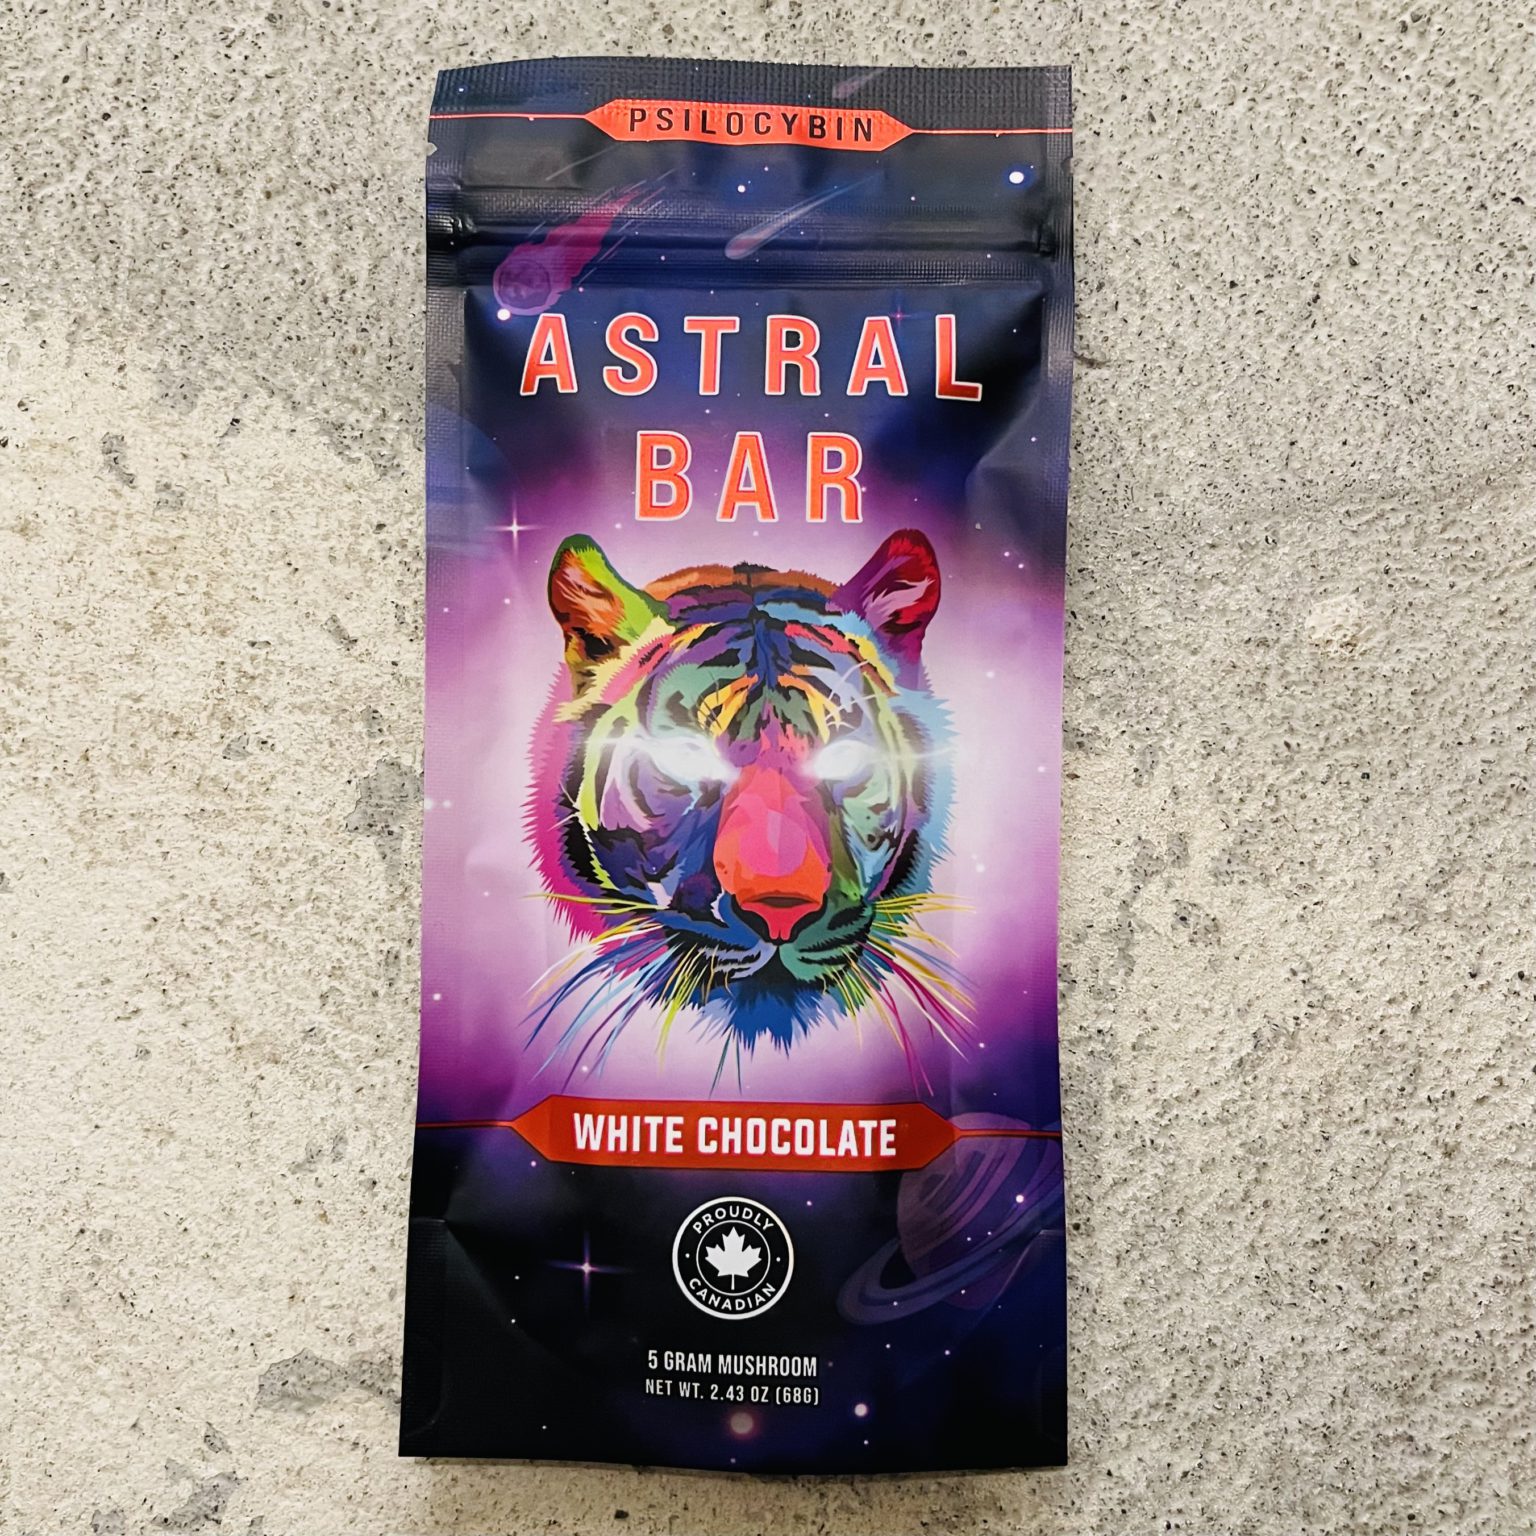 PSILOCYBIN
ASTRAL
BAR
WHITE CHOCOLATE
PROUDLY
CANADIAN
5 GRAM MUSHROOM
NET WT. 2.43 OZ (68G)